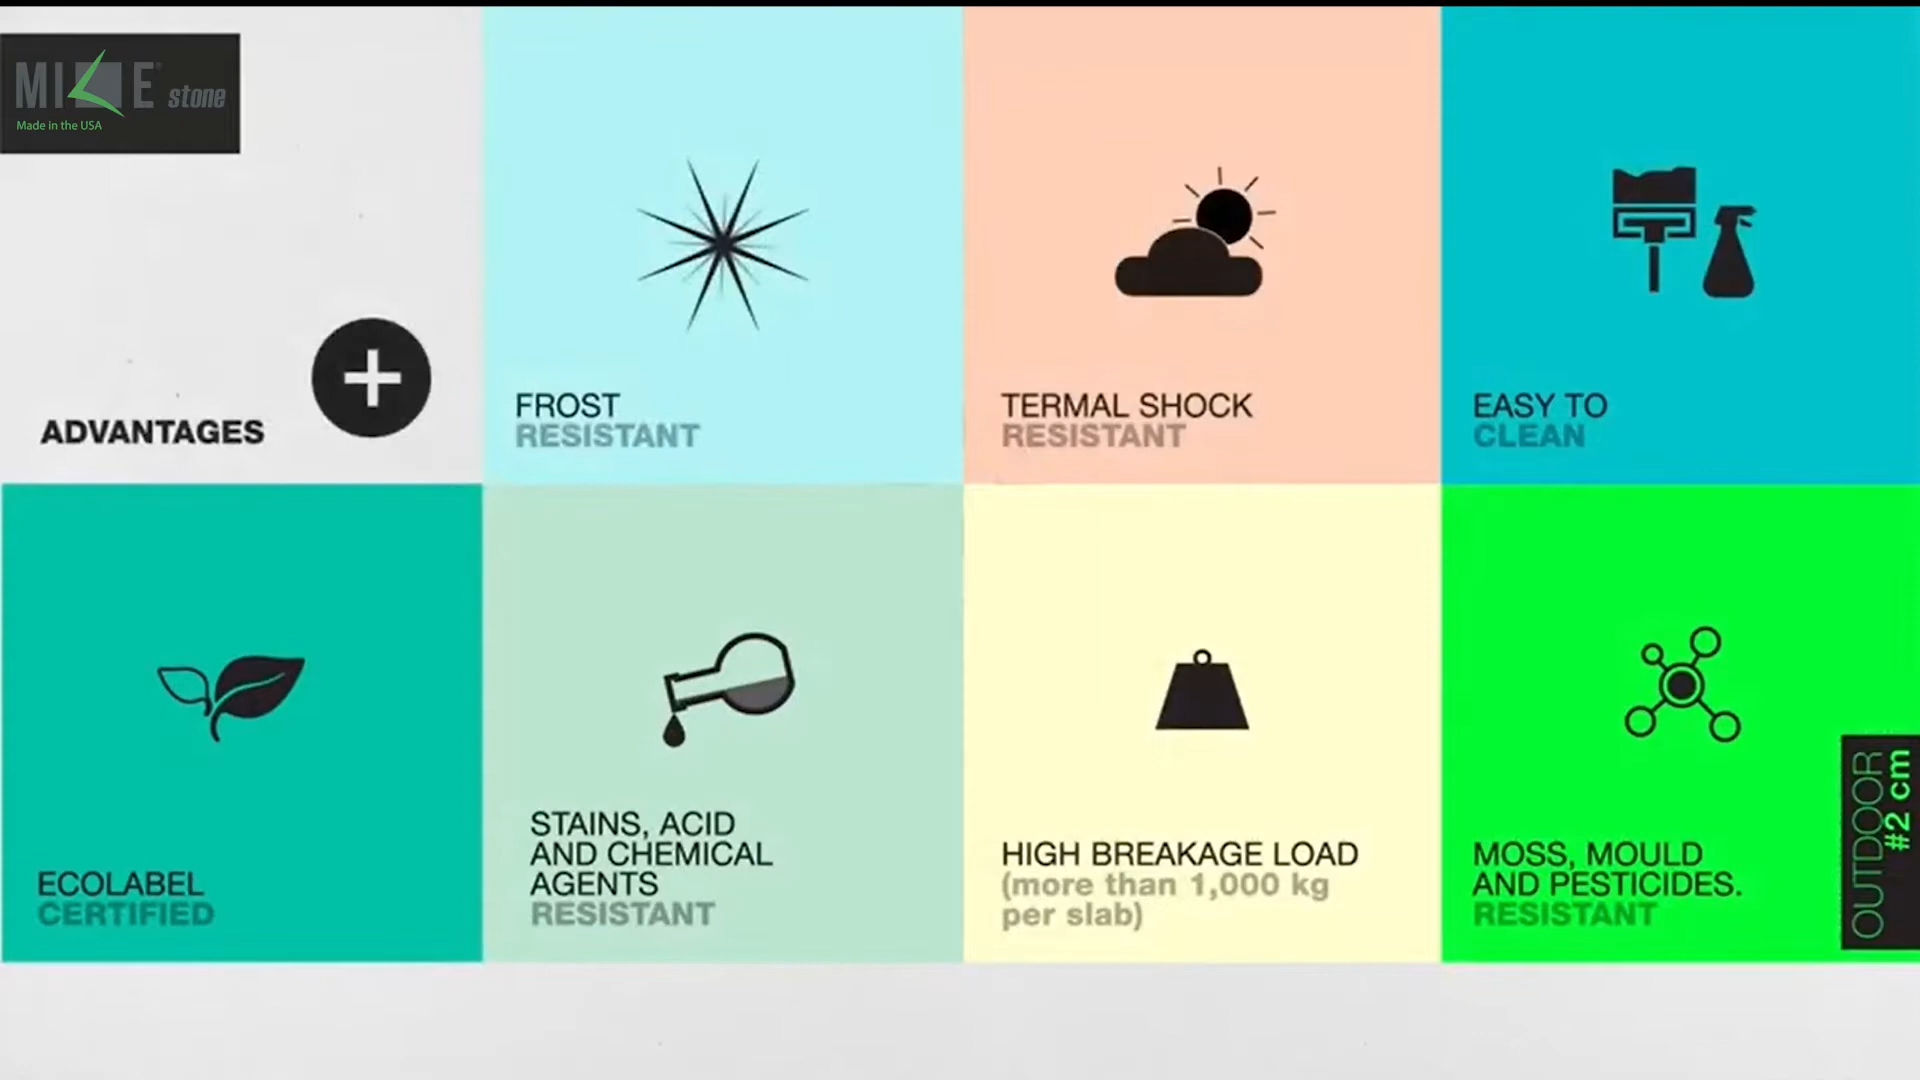 MILE® stone
Made in the USA
ADVANTAGES
FROST
RESISTANT
TERMAL SHOCK
RESISTANT
EASY TO
CLEAN
ECOLABEL
CERTIFIED
STAINS, ACID
AND CHEMICAL
AGENTS
RESISTANT
HIGH BREAKAGE LOAD
(more than 1,000 kg
per slab)
MOSS, MOULD
AND PESTICIDES.
RESISTANT
OUTDOOR
#2 cm